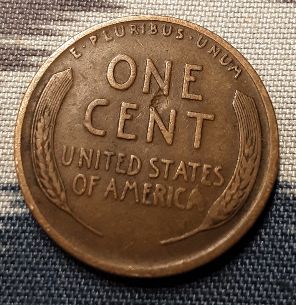 E·PLURIBUS·UNUM
ONE
CENT
UNITED STATES
OF AMERICA